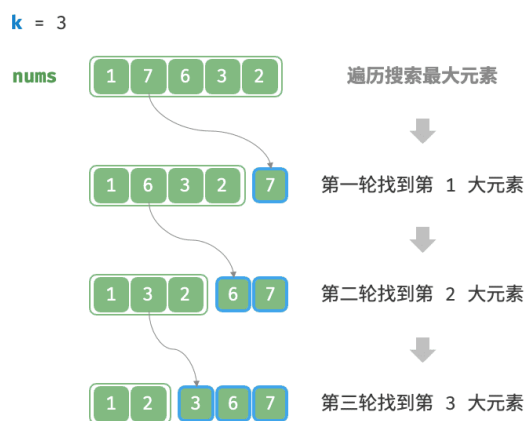 k = 3
nums 1 7 6 3 2 遍历搜索最大元素
1 6 3 2 7 第一轮找到第 1 大元素
1 3 2 6 7 第二轮找到第 2 大元素
1 2 3 6 7 第三轮找到第 3 大元素